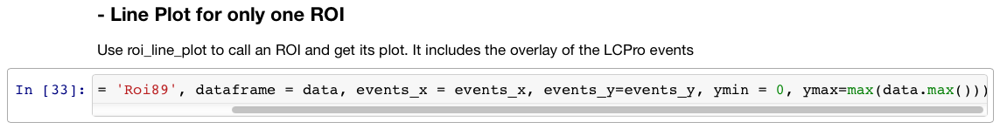 - Line Plot for only one ROI
Use roi_line_plot to call an ROI and get its plot. It includes the overlay of the LCPro events
In [33]: = 'Roi89', dataframe = data, events_x = events_x, events_y=events_y, ymin = 0, ymax=max(data.max()))